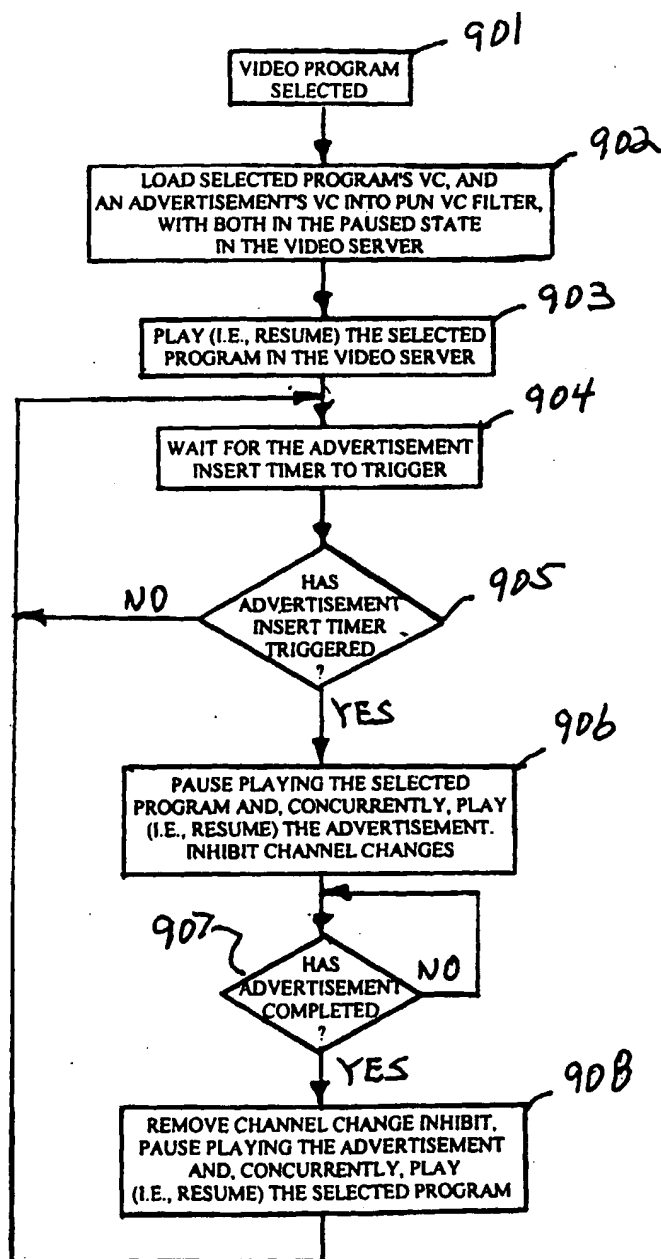 901
VIDEO PROGRAM
SELECTED
902
LOAD SELECTED PROGRAM'S VC, AND
AN ADVERTISEMENT'S VC INTO PUN VC FILTER,
WITH BOTH IN THE PAUSED STATE
IN THE VIDEO SERVER
903
PLAY (I.E., RESUME) THE SELECTED
PROGRAM IN THE VIDEO SERVER
904
WAIT FOR THE ADVERTISEMENT
INSERT TIMER TO TRIGGER
905
HAS
ADVERTISEMENT
INSERT TIMER
TRIGGERED
?
NO
YES
906
PAUSE PLAYING THE SELECTED
PROGRAM AND, CONCURRENTLY, PLAY
(I.E., RESUME) THE ADVERTISEMENT.
INHIBIT CHANNEL CHANGES
907
HAS
ADVERTISEMENT
COMPLETED
?
NO
YES
908
REMOVE CHANNEL CHANGE INHIBIT,
PAUSE PLAYING THE ADVERTISEMENT
AND, CONCURRENTLY, PLAY
(I.E., RESUME) THE SELECTED PROGRAM